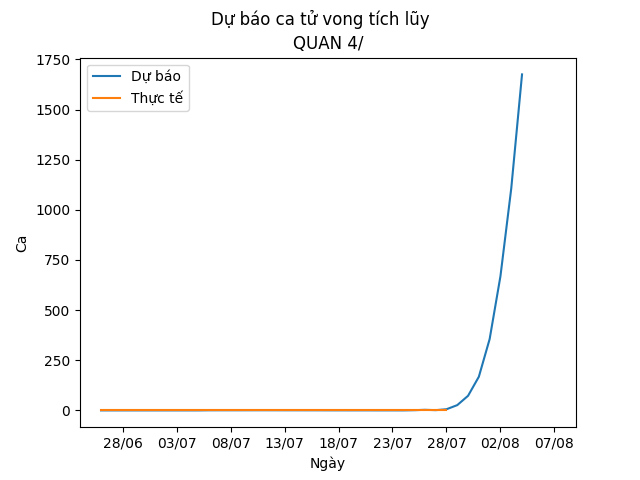 Dự báo ca tử vong tích lũy
QUAN 4/
Dự báo
Thực tế
1750
1500
1250
1000
750
500
250
0
Ca
28/06 03/07 08/07 13/07 18/07 23/07 28/07 02/08 07/08
Ngày